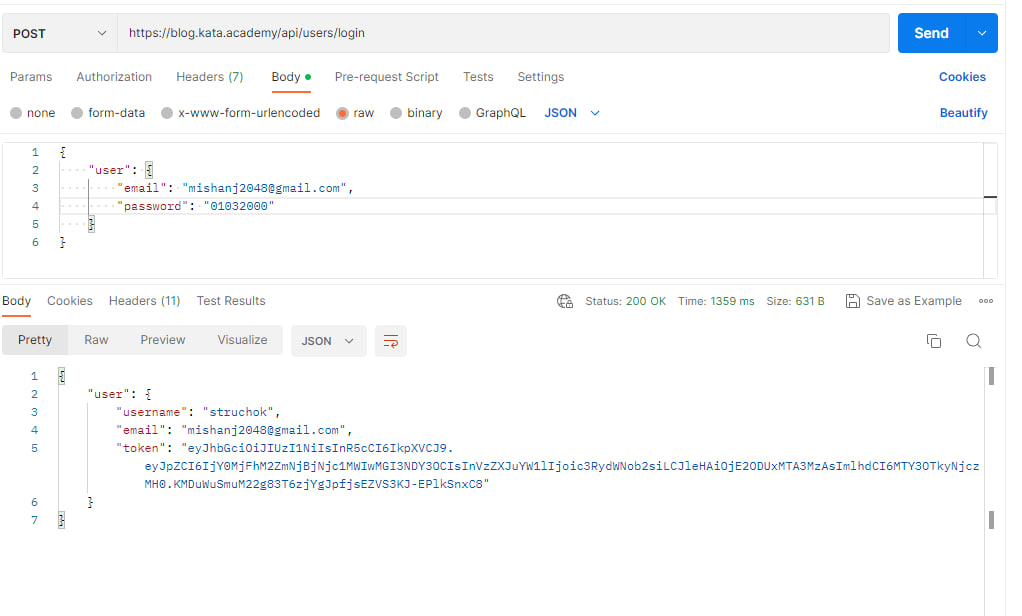 POST https://blog.kata.academy/api/users/login Send
Params Authorization Headers (7) Body Pre-request Script Tests Settings Cookies
none form-data x-www-form-urlencoded raw binary GraphQL JSON Beautify
1 {
2 "user": {
3 "email": "mishanj2048@gmail.com",
4 "password": "01032000"
5 }
6 }
Body Cookies Headers (11) Test Results Status: 200 OK Time: 1359 ms Size: 631 B Save as Example
Pretty Raw Preview Visualize JSON
1 {
2 "user": {
3 "username": "struchok",
4 "email": "mishanj2048@gmail.com",
5 "token": "eyJhbGciOiJIUzI1NiIsInR5cCI6IkpXVCJ9.
eyJpZCI6IjY0MjFhM2ZmNjBjNjc1MWIwMGI3NDY3OCIsInVzZXJuYW1lIjoic3RydWNob2siLCJleHAiOjE2ODUxMTA3MzAsImlhdCI6MTY3OTkyNjcz
MH0.KMDuWuSmuM22g83T6zjYgJpfjsEZVS3KJ-EPlkSnxC8"
6 }
7 }